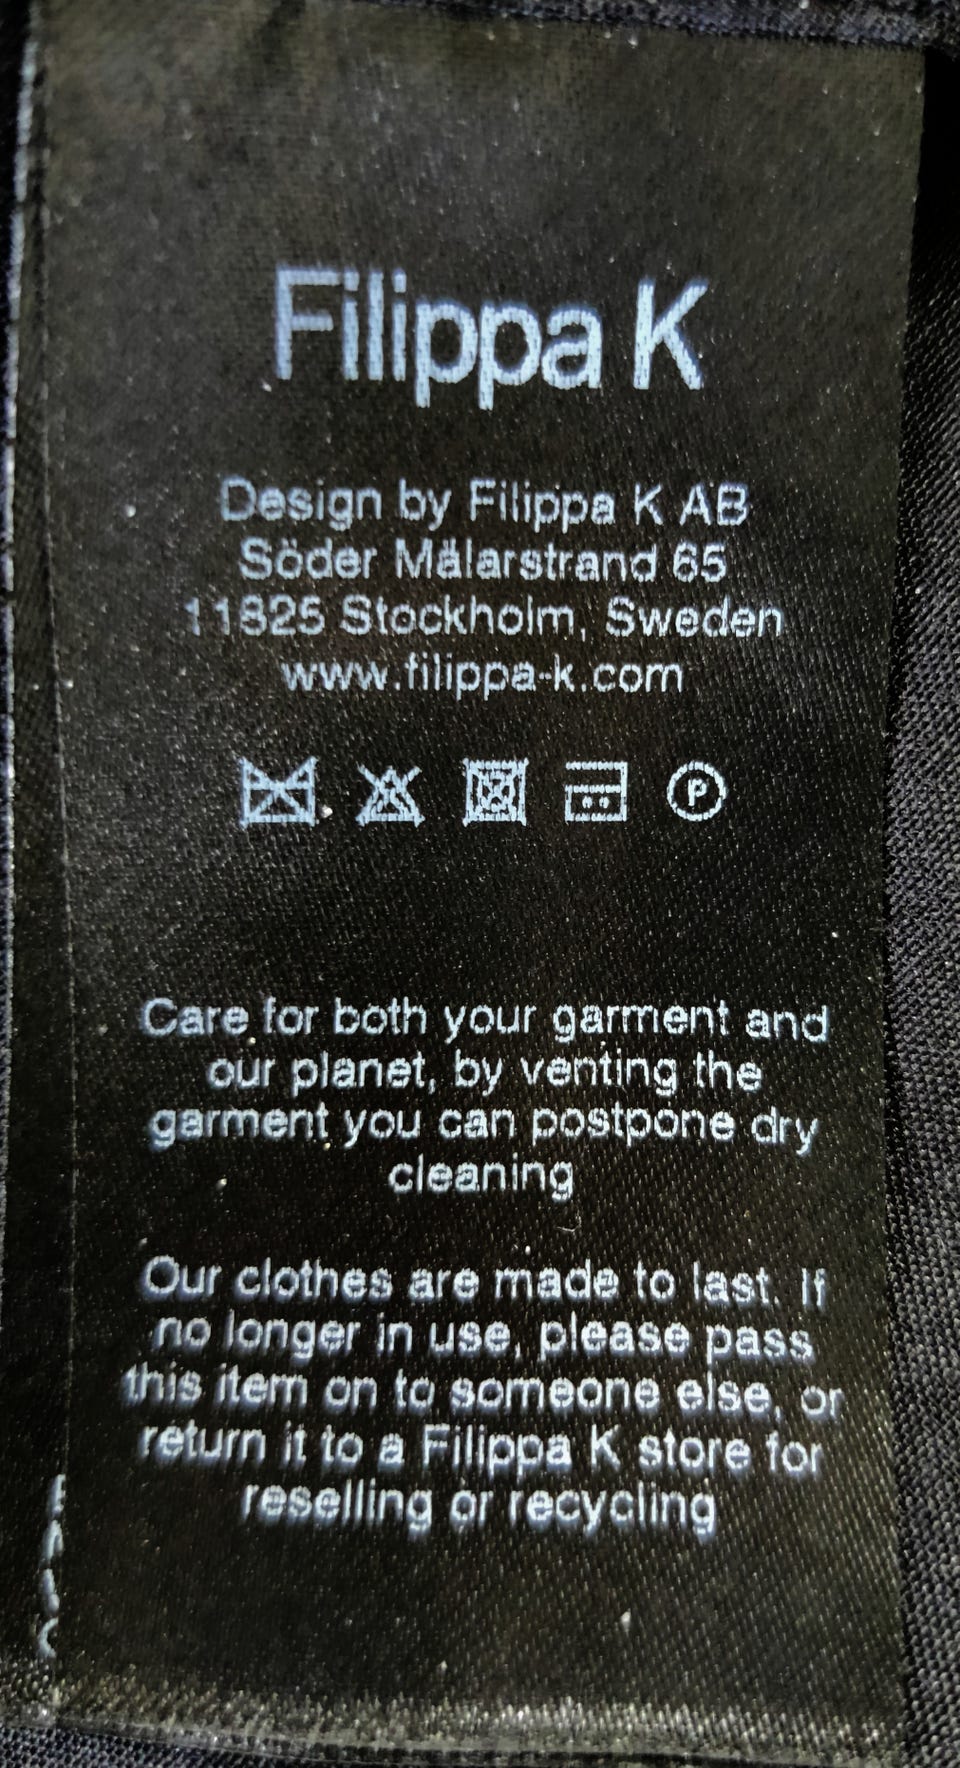 Filippa K
Design by Filippa K AB
Söder Mälarstrand 65
11825 Stockholm, Sweden
www.filippa-k.com
P
Care for both your garment and
our planet, by venting the
garment you can postpone dry
cleaning
Our clothes are made to last. If
no longer in use, please pass
this item on to someone else, or
return it to a Filippa K store for
reselling or recycling